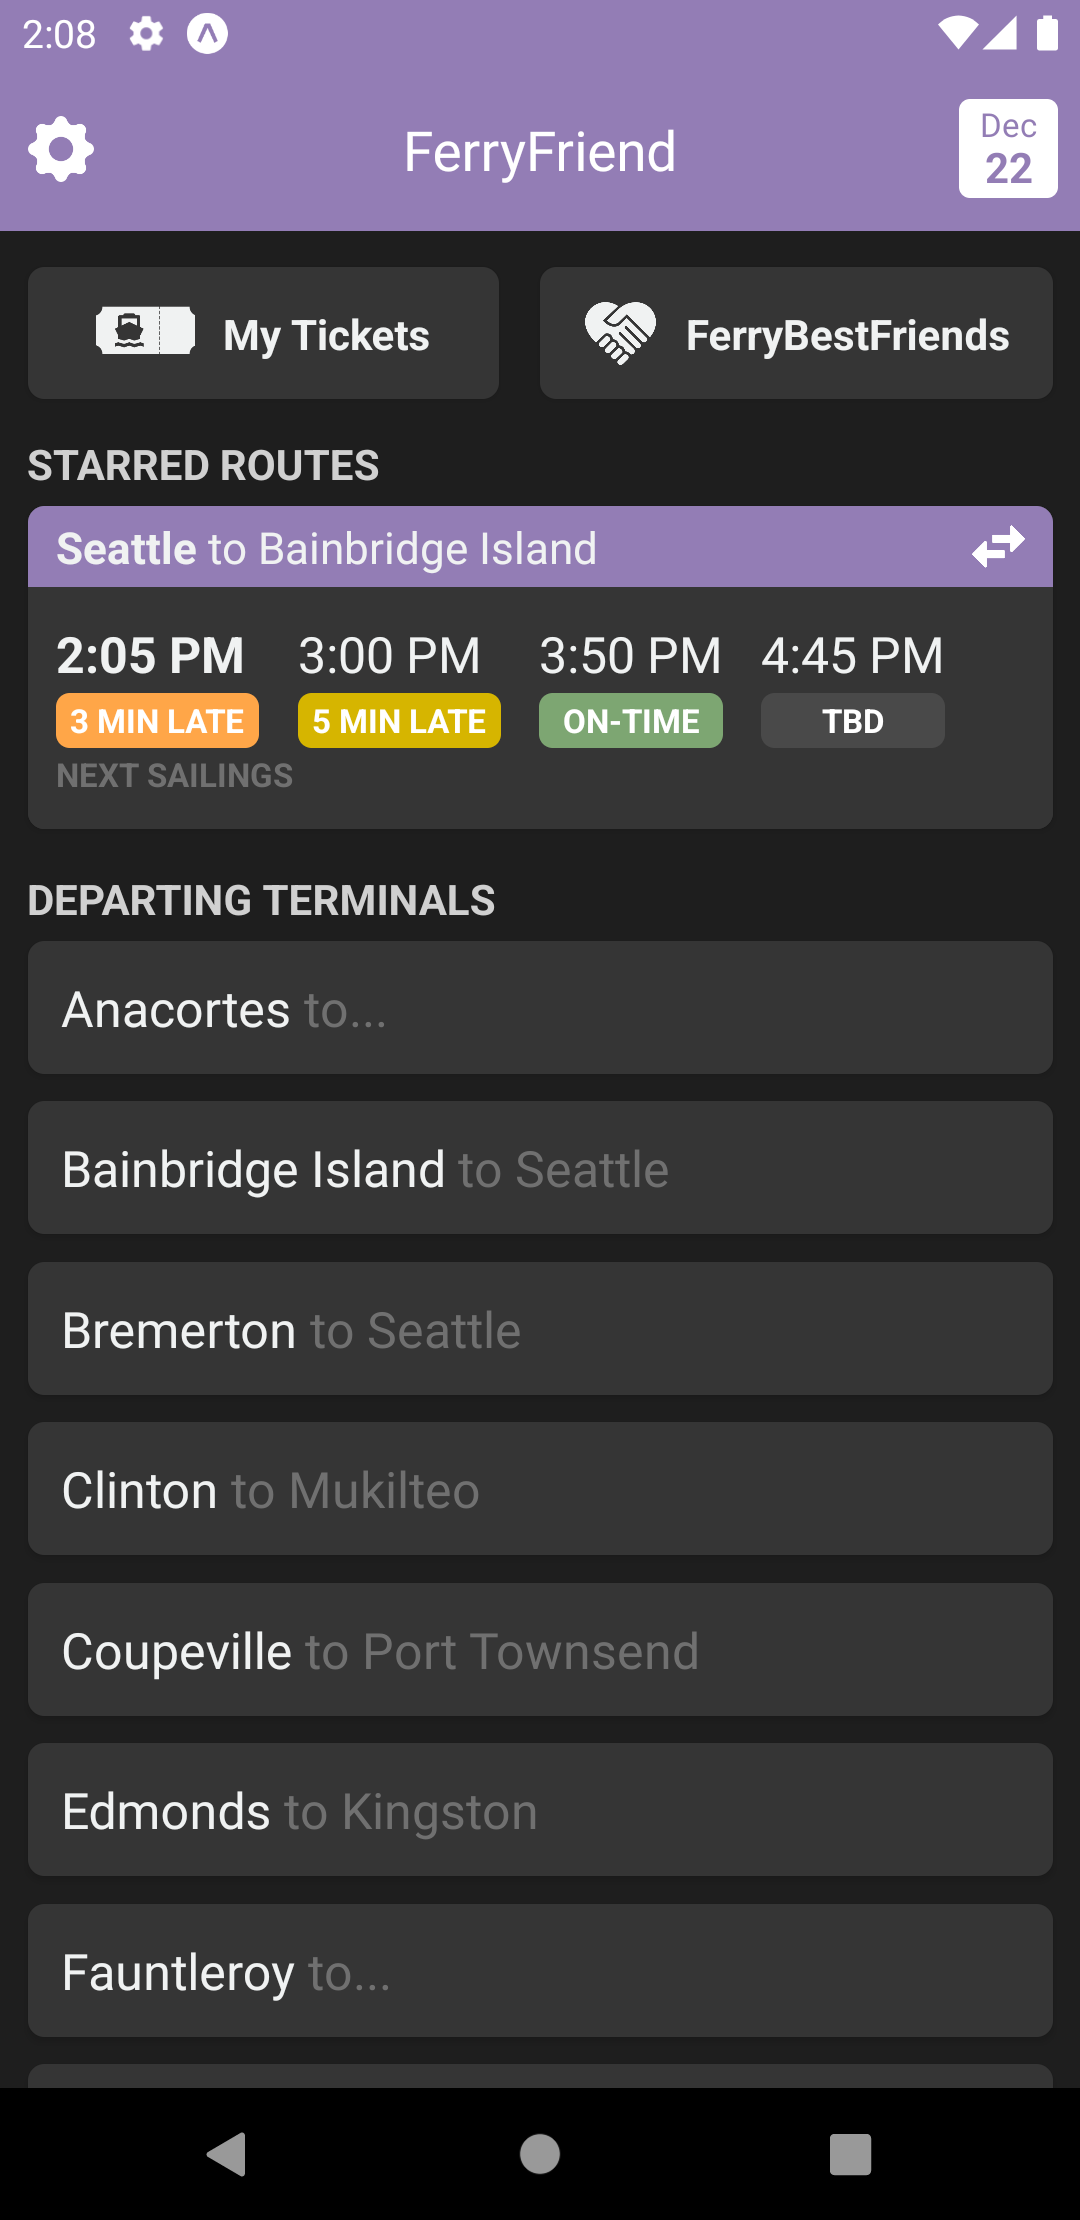 2:08
FerryFriend
Dec
22
My Tickets
FerryBestFriends
STARRED ROUTES
Seattle to Bainbridge Island
2:05 PM 3:00 PM 3:50 PM 4:45 PM
3 MIN LATE 5 MIN LATE ON-TIME TBD
NEXT SAILINGS
DEPARTING TERMINALS
Anacortes to...
Bainbridge Island to Seattle
Bremerton to Seattle
Clinton to Mukilteo
Coupeville to Port Townsend
Edmonds to Kingston
Fauntleroy to...